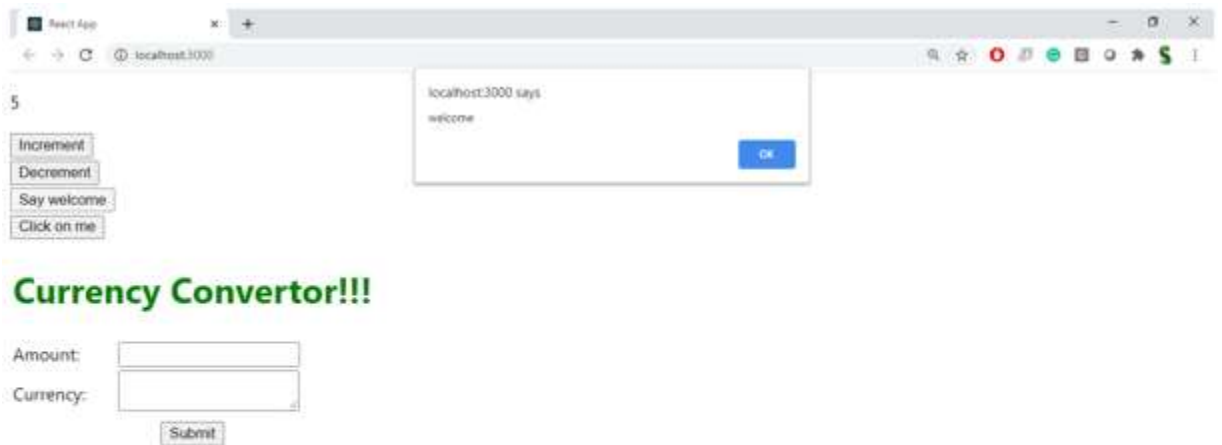 React App
localhost:3000
localhost:3000 says
welcome
OK
5
Increment
Decrement
Say welcome
Click on me
Currency Convertor!!!
Amount:
Currency:
Submit